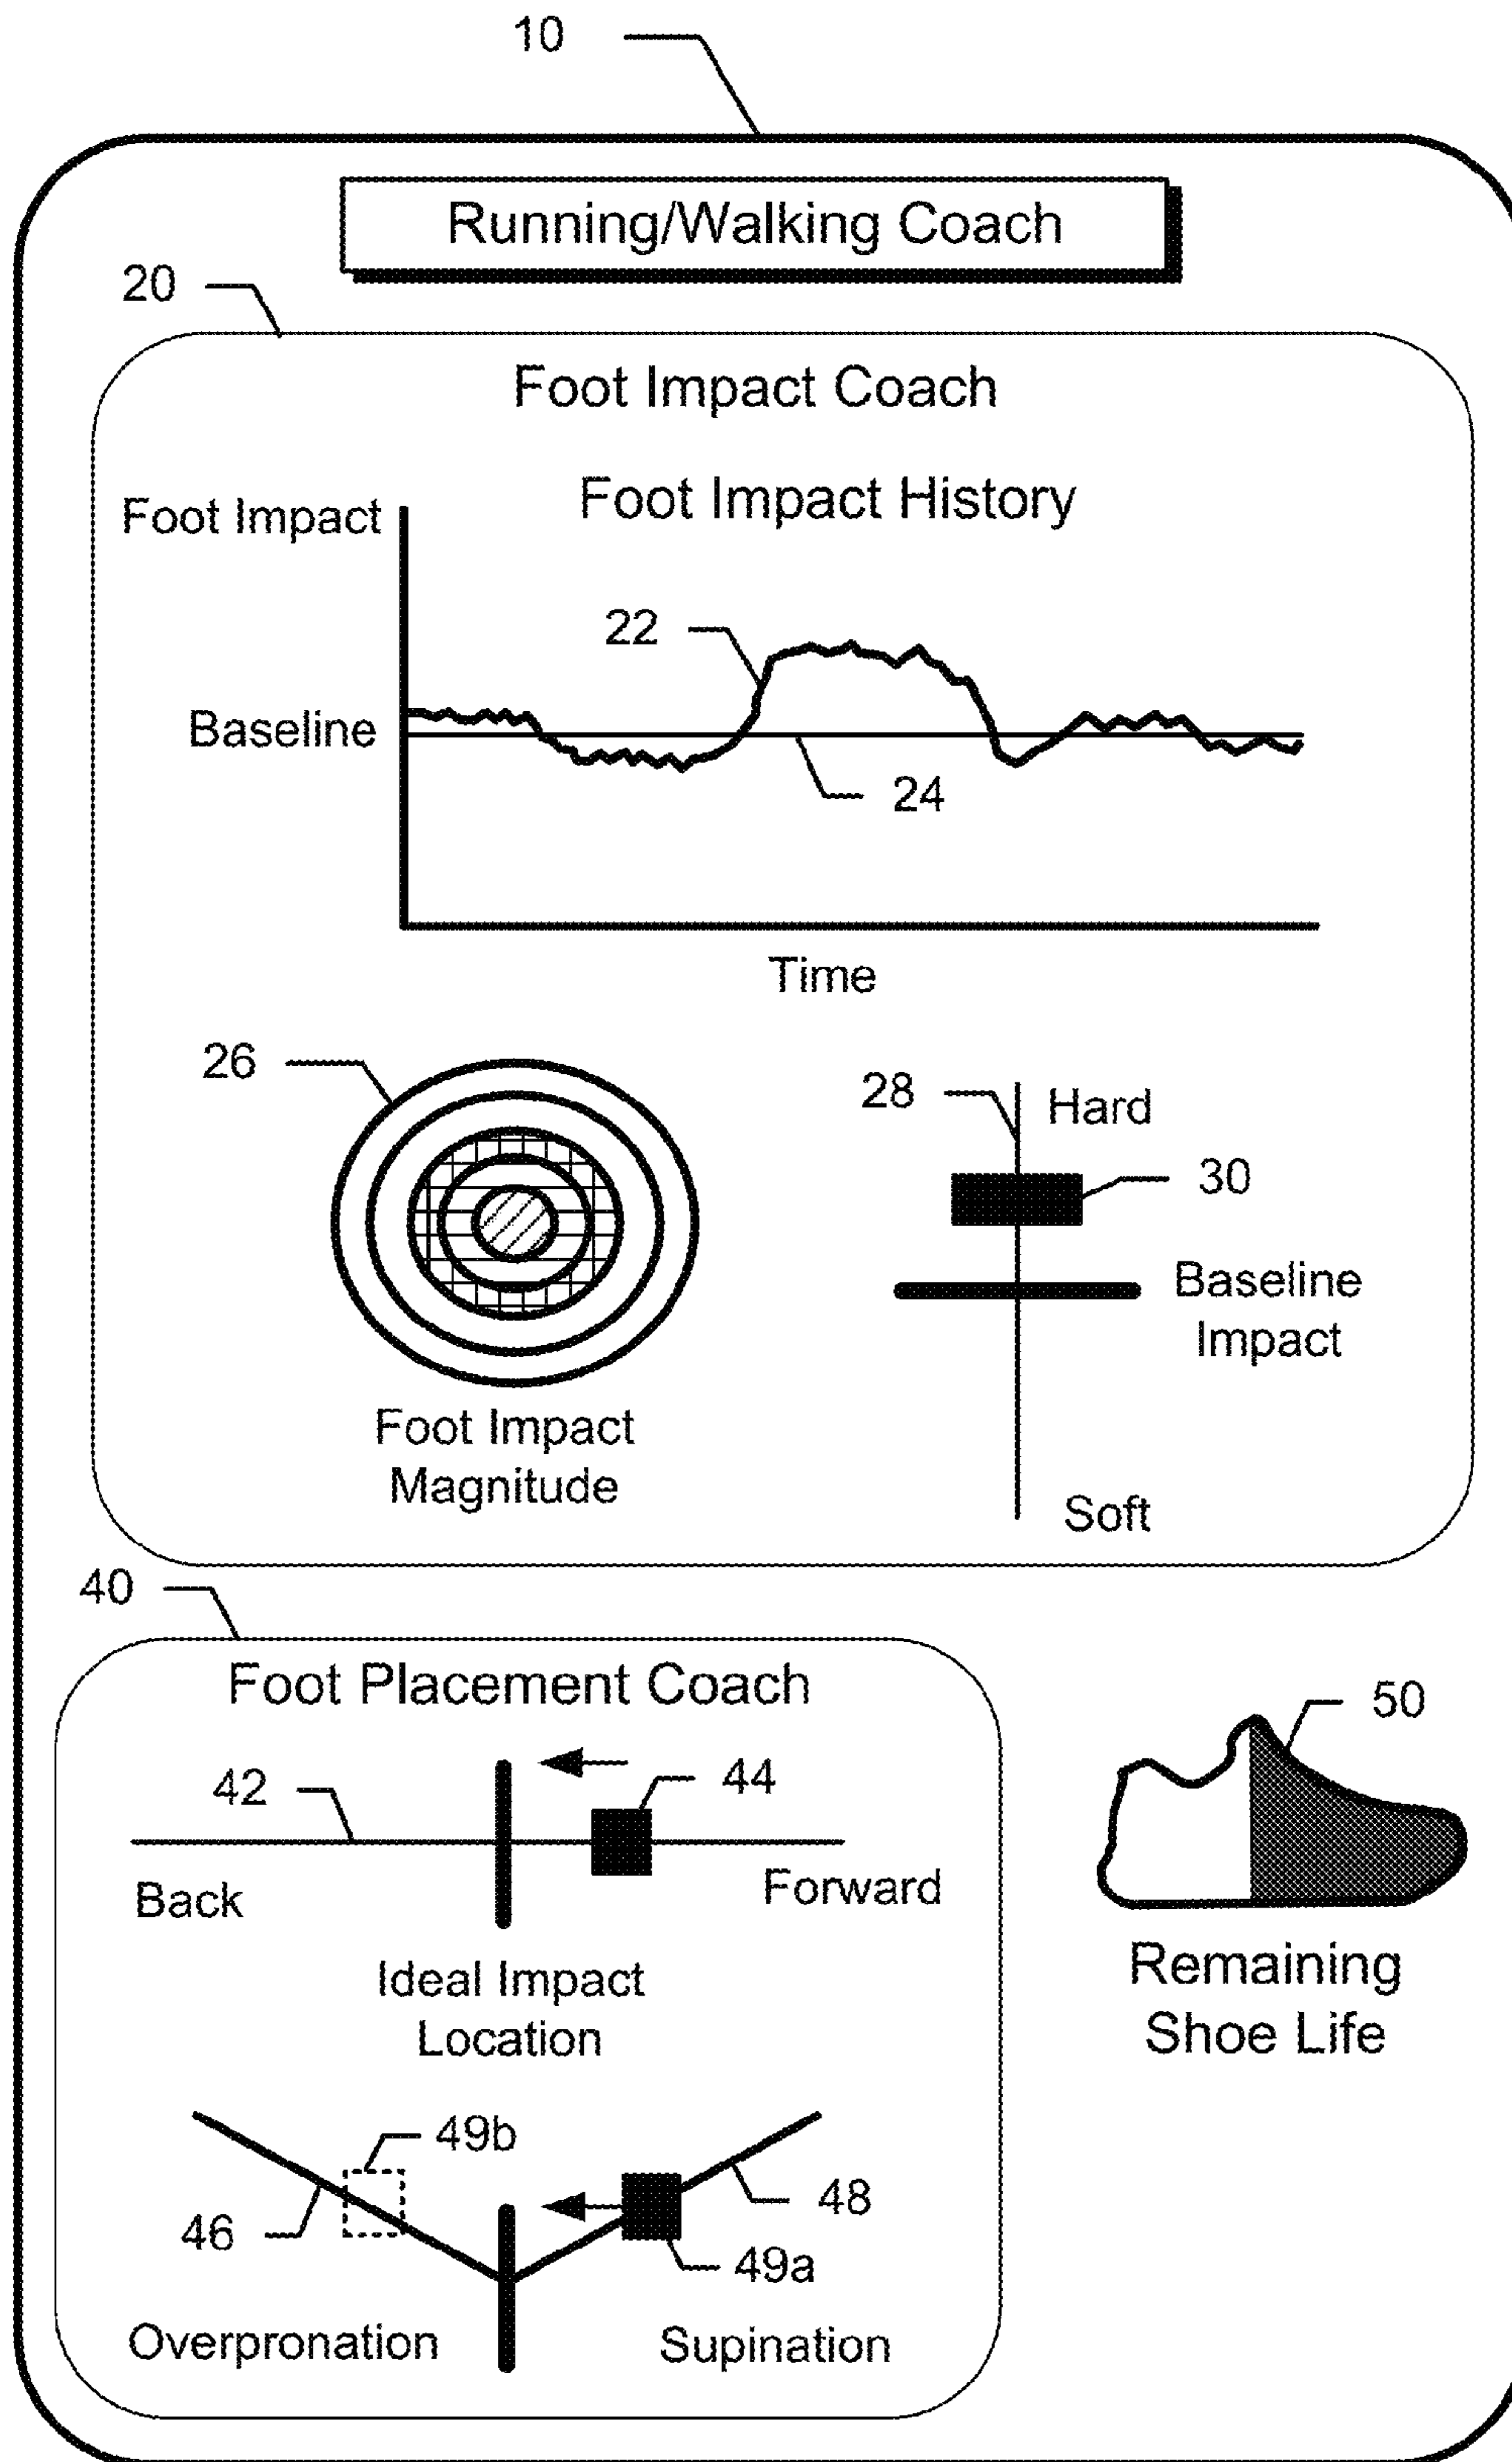 10
Running/Walking Coach
20
Foot Impact Coach
Foot Impact History
Foot Impact
22
Baseline
24
Time
26
28
Hard
30
Baseline
Impact
Foot Impact
Magnitude
Soft
40
Foot Placement Coach
50
42
44
Back
Forward
Ideal Impact
Location
Remaining
Shoe Life
49b
46
48
49a
Overpronation
Supination